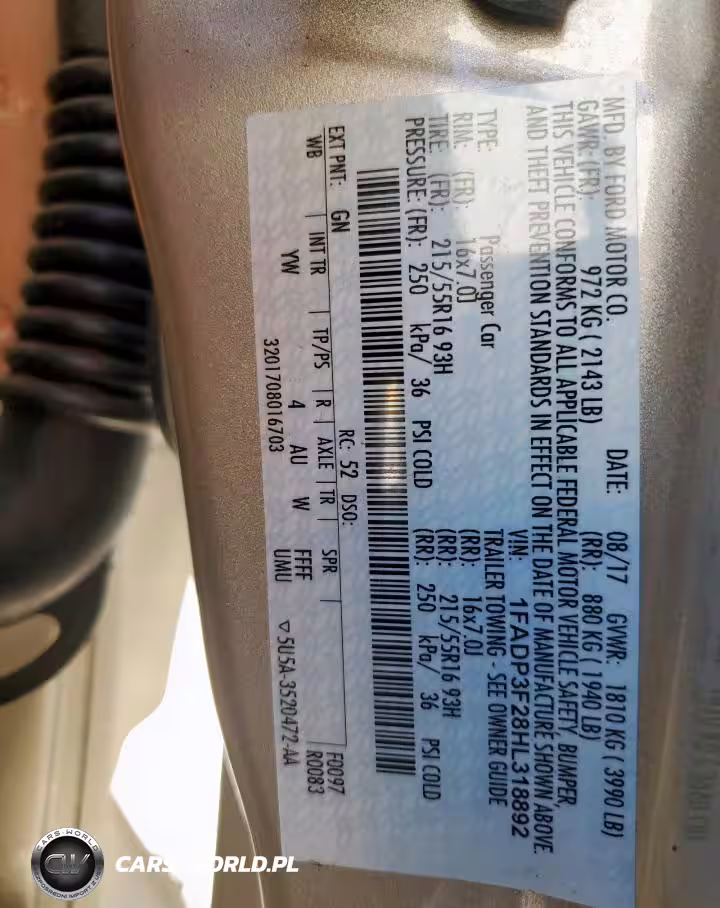 MFD. BY FORD MOTOR CO.
DATE: 08/17 GVWR: 1810 KG ( 3990 LB)
GAWR: (FR): 972 KG ( 2143 LB) (RR): 880 KG ( 1940 LB)
THIS VEHICLE CONFORMS TO ALL APPLICABLE FEDERAL MOTOR VEHICLE SAFETY, BUMPER,
AND THEFT PREVENTION STANDARDS IN EFFECT ON THE DATE OF MANUFACTURE SHOWN ABOVE.
VIN: 1FADP3F28HL318892
TYPE: Passenger Car TRAILER TOWING - SEE OWNER GUIDE
RIM: (FR): 16x7.0J (RR): 16x7.0J
TIRE: (FR): 215/55R16 93H (RR): 215/55R16 93H
PRESSURE: (FR): 250 kPa/ 36 PSI COLD (RR): 250 kPa/ 36 PSI COLD
EXT PNT: GN RC: 52 DSO: F0097
WB INT TR TP/PS R AXLE TR SPR R0083
YW 4 AU W FFFF
UMU
3201708016703 ▽5U5A-3520472-AA
CARS-WORLD
CW
CARS-WORLD.PL